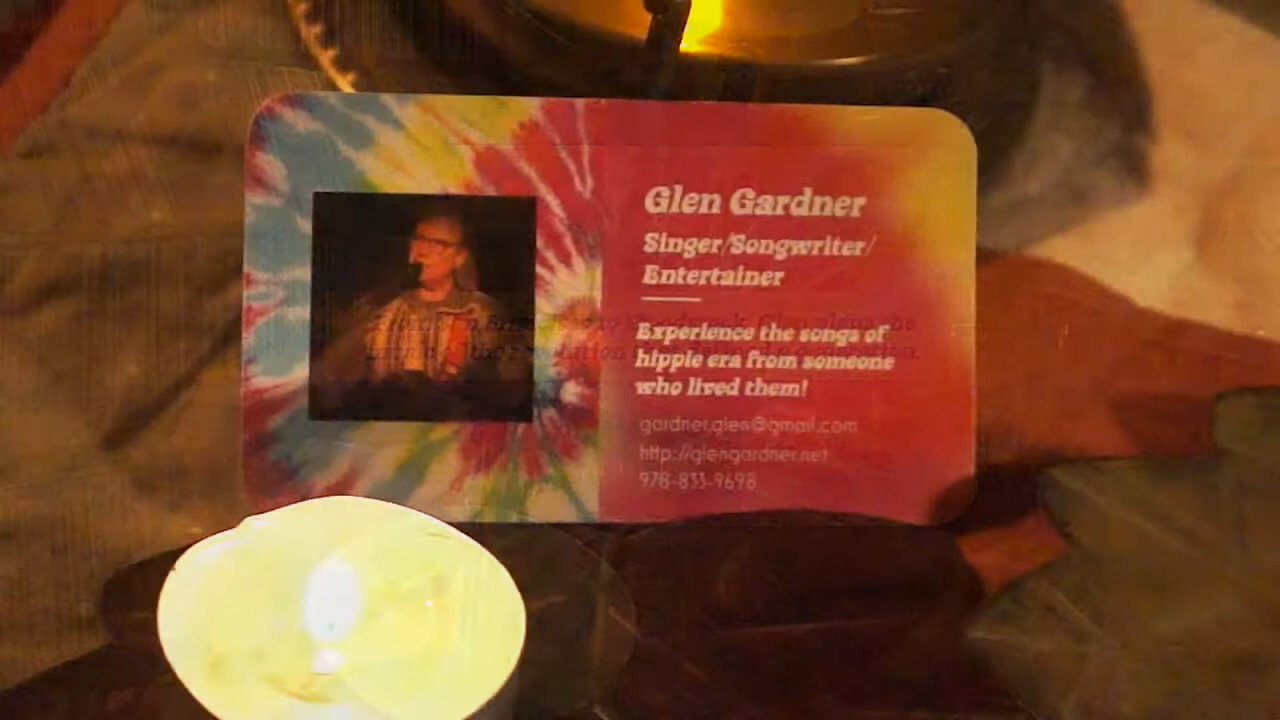 Glen Gardner
Singer/Songwriter/
Entertainer
Experience the songs of
hippie era from someone
who lived them!
gardner.glen@gmail.com
http://glengardner.net
978-833-9698